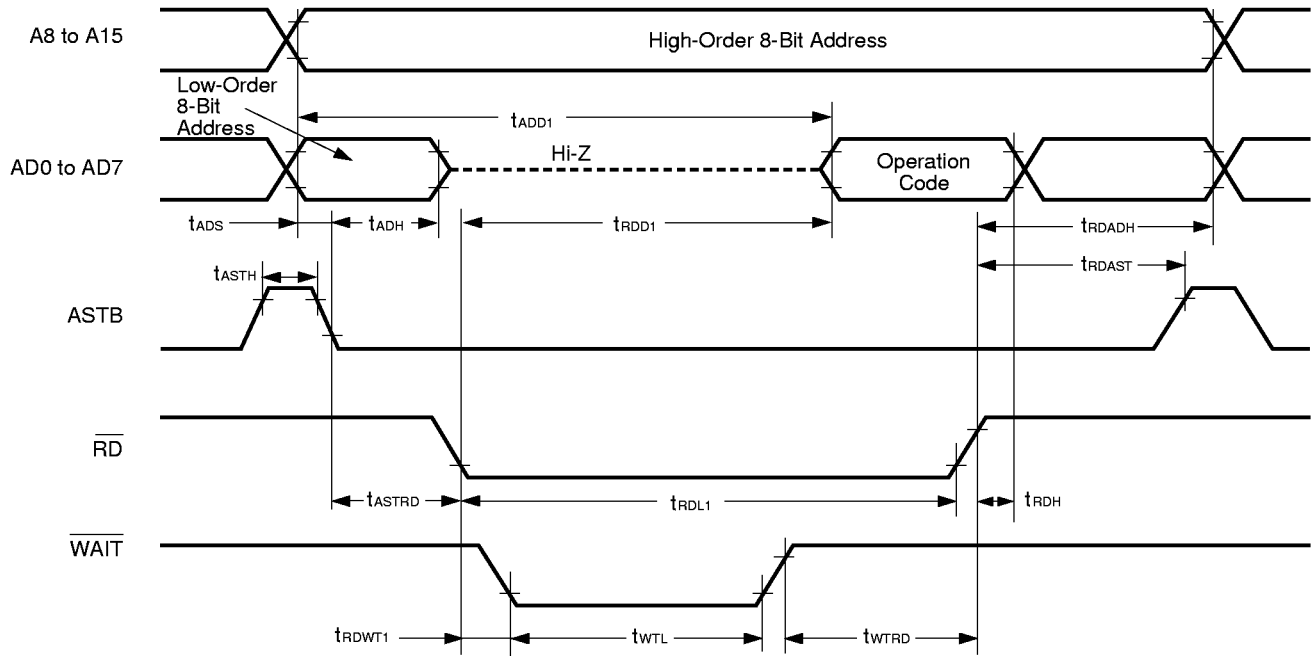 A8 to A15
High-Order 8-Bit Address
Low-Order
8-Bit
Address
tADD1
AD0 to AD7
Hi-Z
Operation
Code
tADS
tADH
tRDD1
tRDADH
tASTH
tRDAST
ASTB
RD
tASTRD
tRDL1
tRDH
WAIT
tRDWT1
tWTL
tWTRD